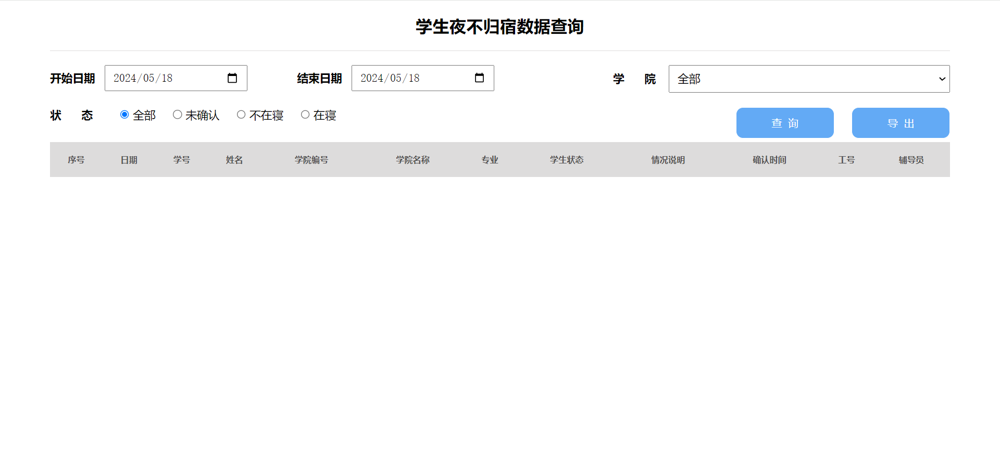 学生夜不归宿数据查询
开始日期 2024/05/18 结束日期 2024/05/18 学 院 全部
状 态 全部 未确认 不在寝 在寝 查 询 导 出
序号 日期 学号 姓名 学院编号 学院名称 专业 学生状态 情况说明 确认时间 工号 辅导员